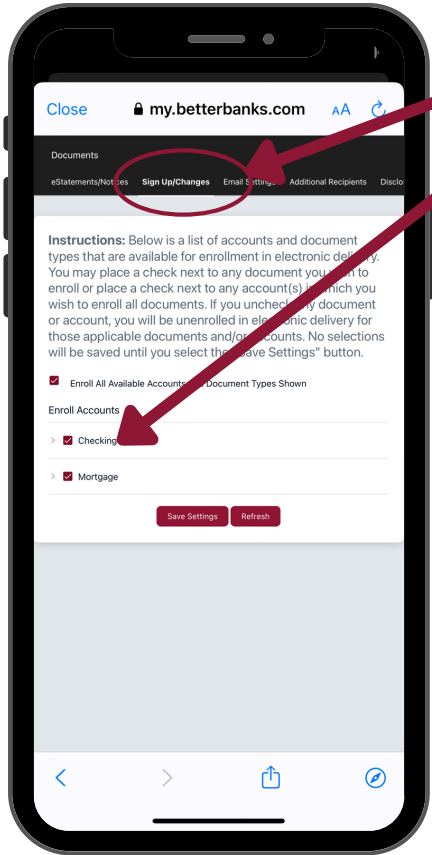 Close my.betterbanks.com AA
Documents
eStatements/Notices Sign Up/Changes Email Settings Additional Recipients Disclo
Instructions: Below is a list of accounts and document
types that are available for enrollment in electronic delivery.
You may place a check next to any document you wish to
enroll or place a check next to any account(s) in which you
wish to enroll all documents. If you uncheck any document
or account, you will be unenrolled in electronic delivery for
those applicable documents and/or accounts. No selections
will be saved until you select the "Save Settings" button.
Enroll All Available Accounts Document Types Shown
Enroll Accounts
Checking
Mortgage
Save Settings Refresh